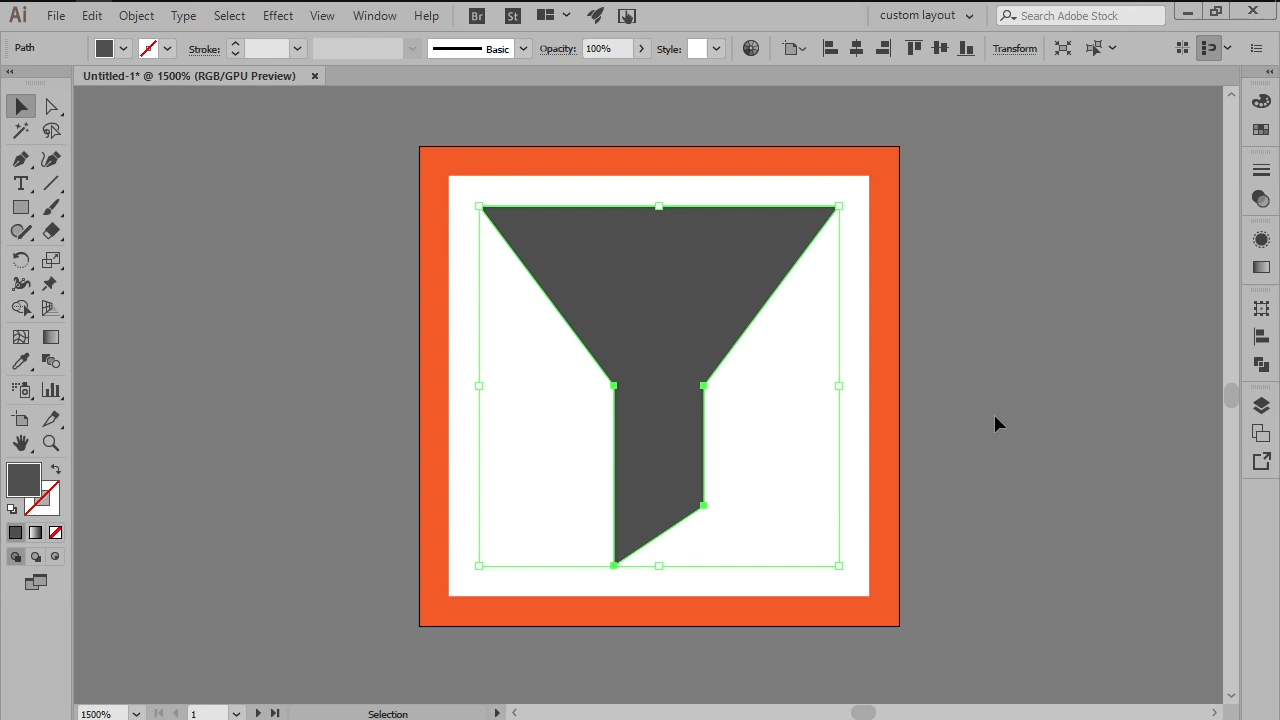 Ai File Edit Object Type Select Effect View Window Help Br St custom layout Search Adobe Stock
Path Stroke: Basic Opacity: 100% Style: Transform
Untitled-1* @ 1500% (RGB/GPU Preview)
T
1500% 1 Selection